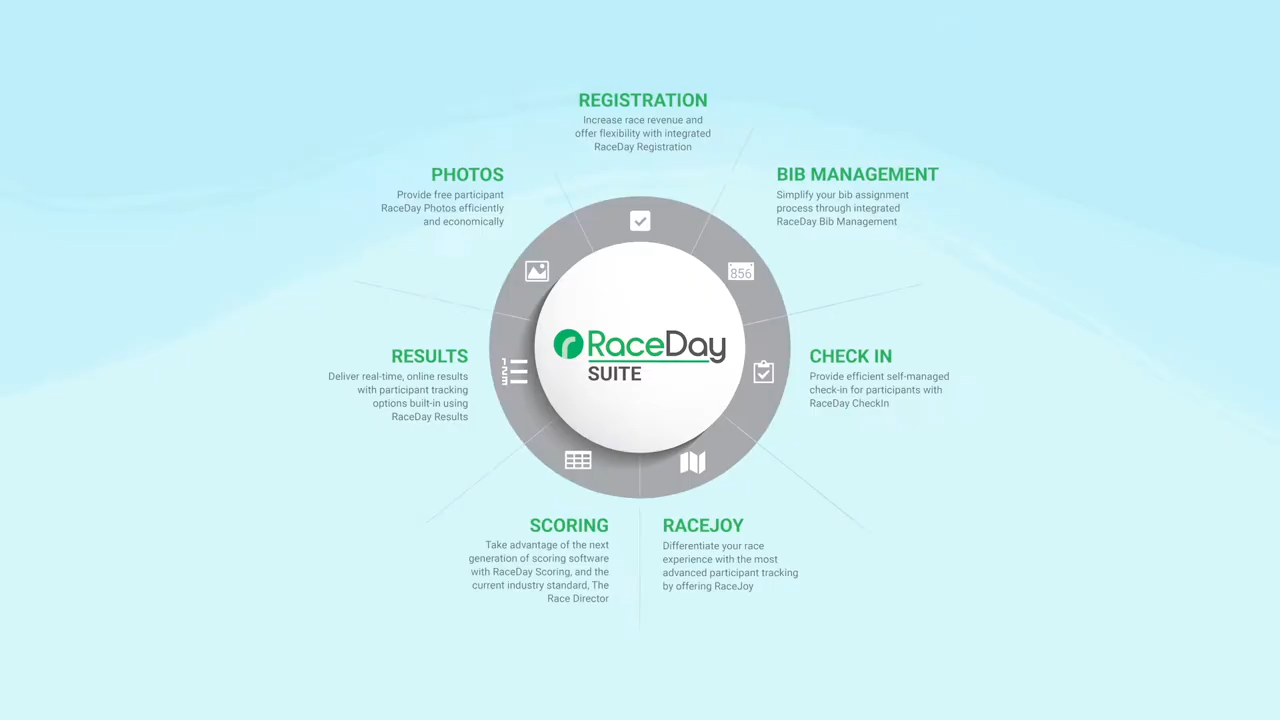 REGISTRATION
Increase race revenue and
offer flexibility with integrated
RaceDay Registration
PHOTOS
Provide free participant
RaceDay Photos efficiently
and economically
BIB MANAGEMENT
Simplify your bib assignment
process through integrated
RaceDay Bib Management
856
RaceDay
SUITE
RESULTS
Deliver real-time, online results
with participant tracking
options built-in using
RaceDay Results
1
2
3
CHECK IN
Provide efficient self-managed
check-in for participants with
RaceDay CheckIn
SCORING
Take advantage of the next
generation of scoring software
with RaceDay Scoring, and the
current industry standard, The
Race Director
RACEJOY
Differentiate your race
experience with the most
advanced participant tracking
by offering RaceJoy